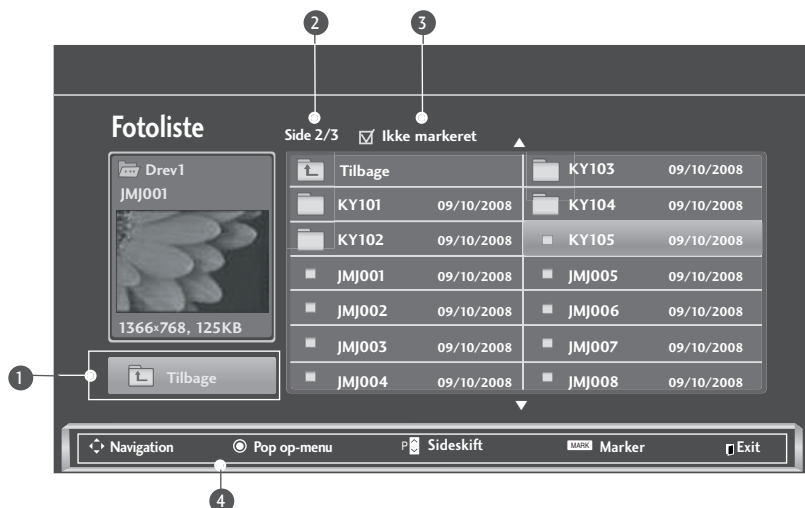 2 3
Fotoliste
Side 2/3 Ikke markeret
Drev1
JMJ001
1366x768, 125KB
1 Tilbage
Tilbage
KY101 09/10/2008
KY102 09/10/2008
JMJ001 09/10/2008
JMJ002 09/10/2008
JMJ003 09/10/2008
JMJ004 09/10/2008
KY103 09/10/2008
KY104 09/10/2008
KY105 09/10/2008
JMJ005 09/10/2008
JMJ006 09/10/2008
JMJ007 09/10/2008
JMJ008 09/10/2008
Navigation Pop op-menu P Sideskift MARK Marker Exit
4